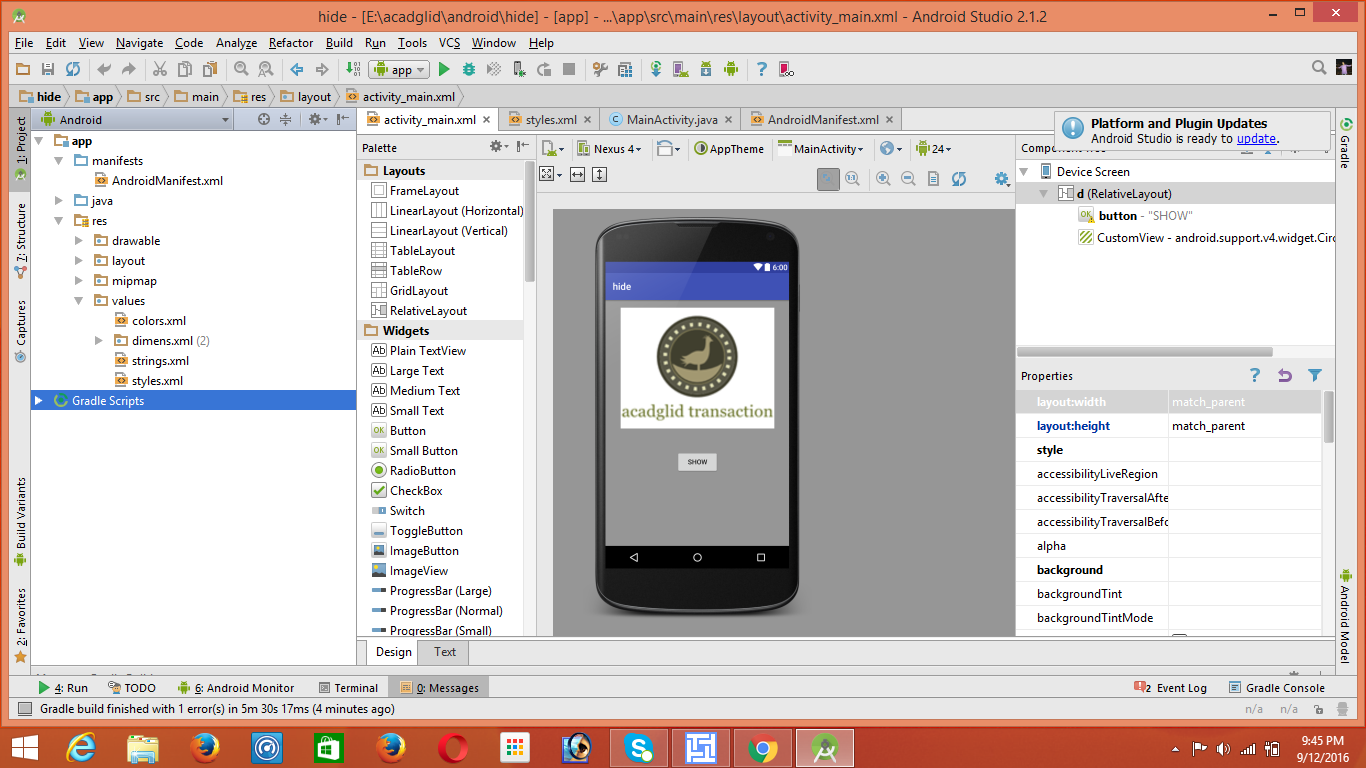 hide - [E:\acadglid\android\hide] - [app] - ...\app\src\main\res\layout\activity_main.xml - Android Studio 2.1.2
File Edit View Navigate Code Analyze Refactor Build Run Tools VCS Window Help
app
hide app src main res layout activity_main.xml
1: Project
7: Structure
Captures
Build Variants
2: Favorites
Android
app
manifests
AndroidManifest.xml
java
res
drawable
layout
mipmap
values
colors.xml
dimens.xml (2)
strings.xml
styles.xml
Gradle Scripts
activity_main.xml styles.xml MainActivity.java AndroidManifest.xml
Palette
Layouts
FrameLayout
LinearLayout (Horizontal)
LinearLayout (Vertical)
TableLayout
TableRow
GridLayout
RelativeLayout
Widgets
Plain TextView
Large Text
Medium Text
Small Text
Button
Small Button
RadioButton
CheckBox
Switch
ToggleButton
ImageButton
ImageView
ProgressBar (Large)
ProgressBar (Normal)
ProgressBar (Small)
Nexus 4 AppTheme MainActivity 24
6:00
hide
acadglid transaction
SHOW
Design Text
Platform and Plugin Updates
Android Studio is ready to update.
Device Screen
d (RelativeLayout)
button - "SHOW"
CustomView - android.support.v4.widget.Circ
Properties
layout:width match_parent
layout:height match_parent
style
accessibilityLiveRegion
accessibilityTraversalAfte
accessibilityTraversalBefo
alpha
background
backgroundTint
backgroundTintMode
Gradle
Android Model
4: Run TODO 6: Android Monitor Terminal 0: Messages 2 Event Log Gradle Console
Gradle build finished with 1 error(s) in 5m 30s 17ms (4 minutes ago) n/a n/a
9:45 PM
9/12/2016